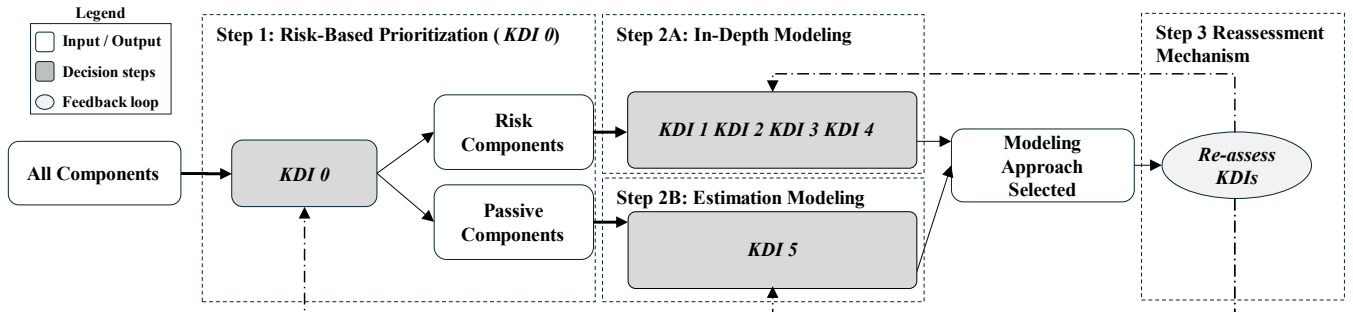 Legend
Input / Output
Decision steps
Feedback loop
All Components
Step 1: Risk-Based Prioritization ( KDI 0)
KDI 0
Risk
Components
Passive
Components
Step 2A: In-Depth Modeling
KDI 1 KDI 2 KDI 3 KDI 4
Step 2B: Estimation Modeling
KDI 5
Modeling
Approach
Selected
Step 3 Reassessment
Mechanism
Re-assess
KDIs